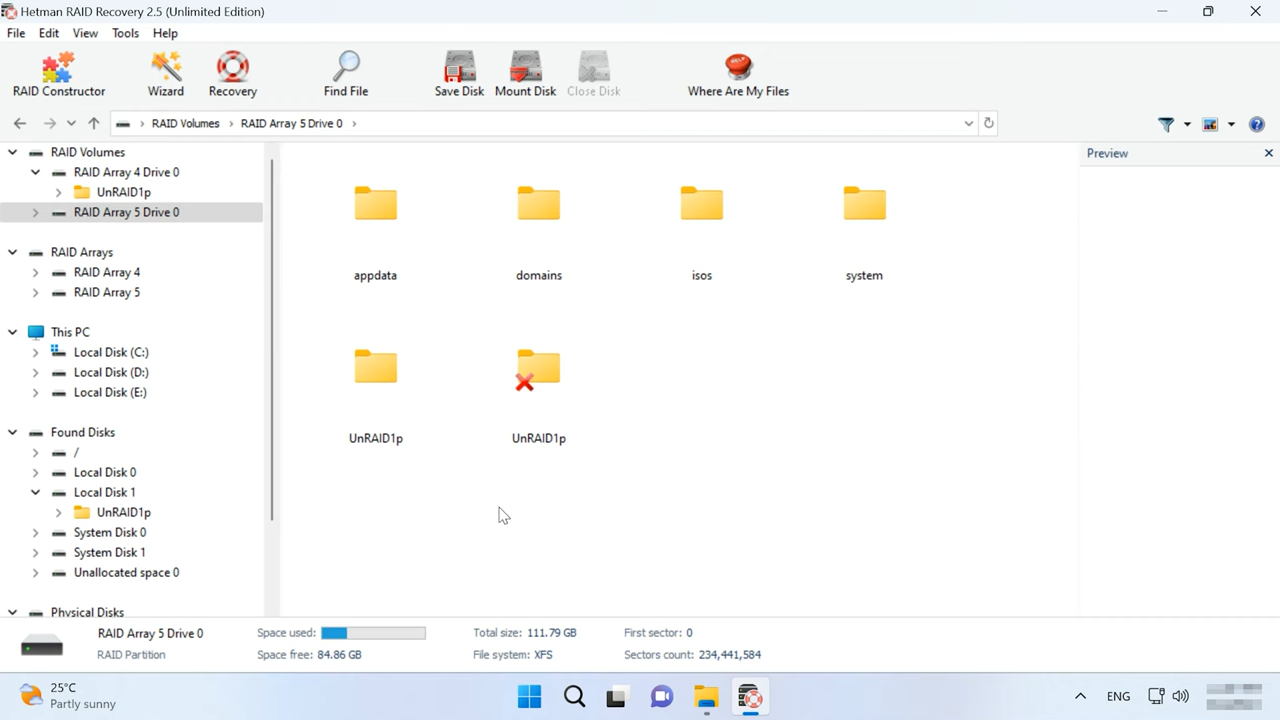 Hetman RAID Recovery 2.5 (Unlimited Edition)
File Edit View Tools Help
RAID Constructor Wizard Recovery Find File Save Disk Mount Disk Close Disk HELP Where Are My Files
RAID Volumes RAID Array 5 Drive 0
Preview
RAID Volumes
RAID Array 4 Drive 0
UnRAID1p
RAID Array 5 Drive 0
RAID Arrays
RAID Array 4
RAID Array 5
This PC
Local Disk (C:)
Local Disk (D:)
Local Disk (E:)
Found Disks
/
Local Disk 0
Local Disk 1
UnRAID1p
System Disk 0
System Disk 1
Unallocated space 0
Physical Disks
appdata domains isos system
UnRAID1p UnRAID1p
RAID Array 5 Drive 0 Space used: Total size: 111.79 GB First sector: 0
RAID Partition Space free: 84.86 GB File system: XFS Sectors count: 234,441,584
25°C
Partly sunny
ENG